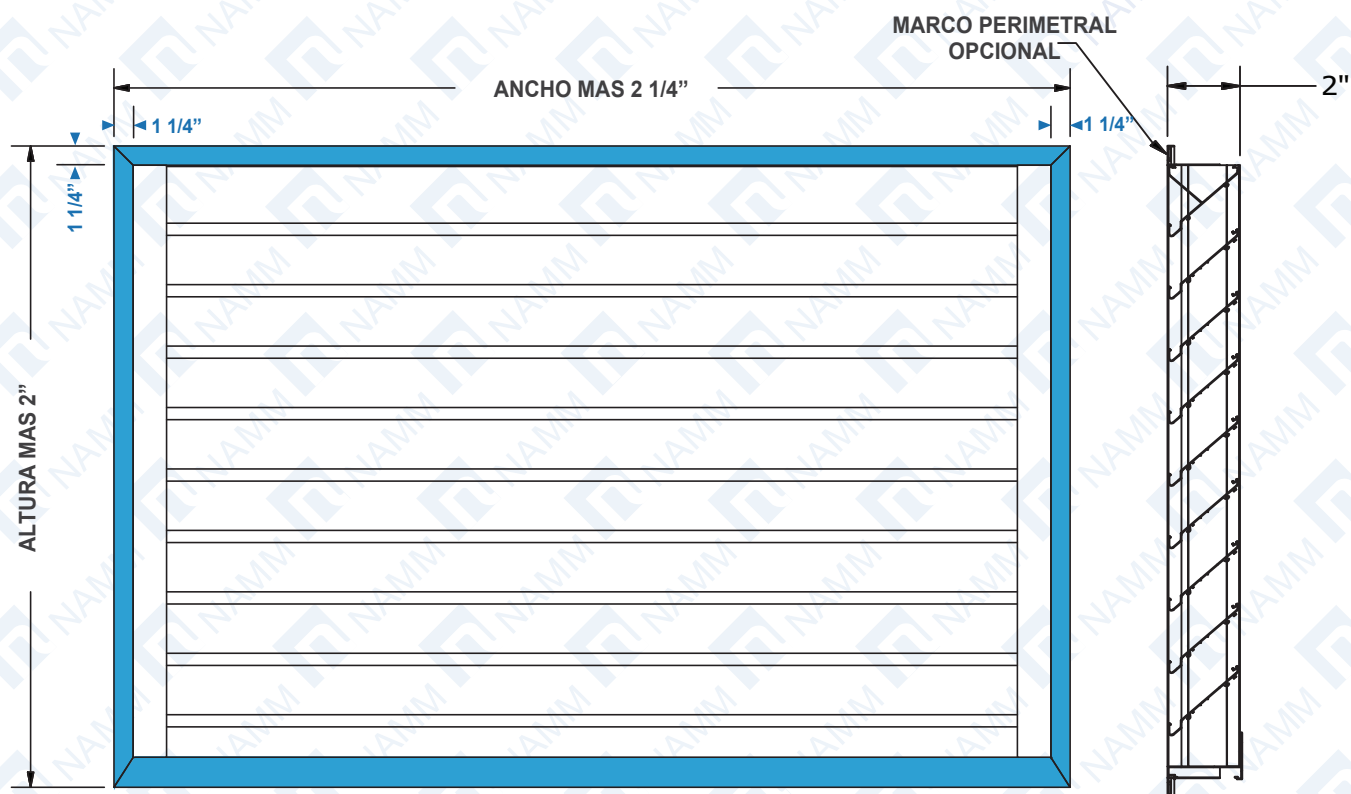 MARCO PERIMETRAL
OPCIONAL
ANCHO MAS 2 1/4”
2"
1 1/4”
1 1/4”
1 1/4”
ALTURA MAS 2”
NAMM